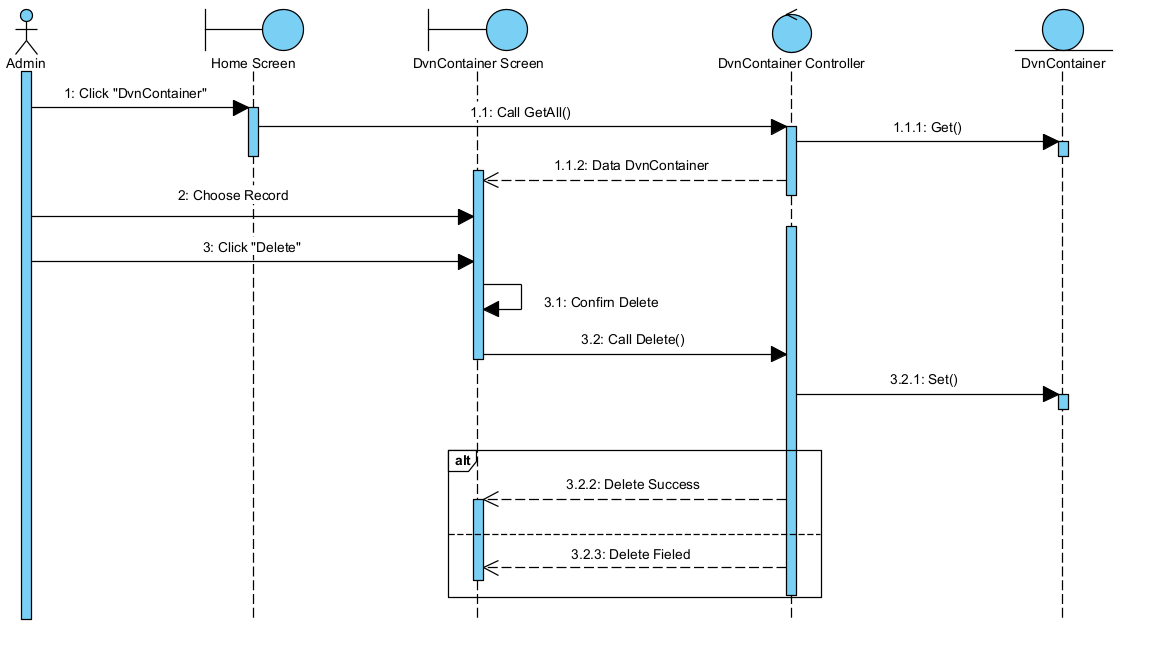 Admin
Home Screen
DvnContainer Screen
DvnContainer Controller
DvnContainer
1: Click "DvnContainer"
1.1: Call GetAll()
1.1.1: Get()
1.1.2: Data DvnContainer
2: Choose Record
3: Click "Delete"
3.1: Confirn Delete
3.2: Call Delete()
3.2.1: Set()
alt
3.2.2: Delete Success
3.2.3: Delete Fieled